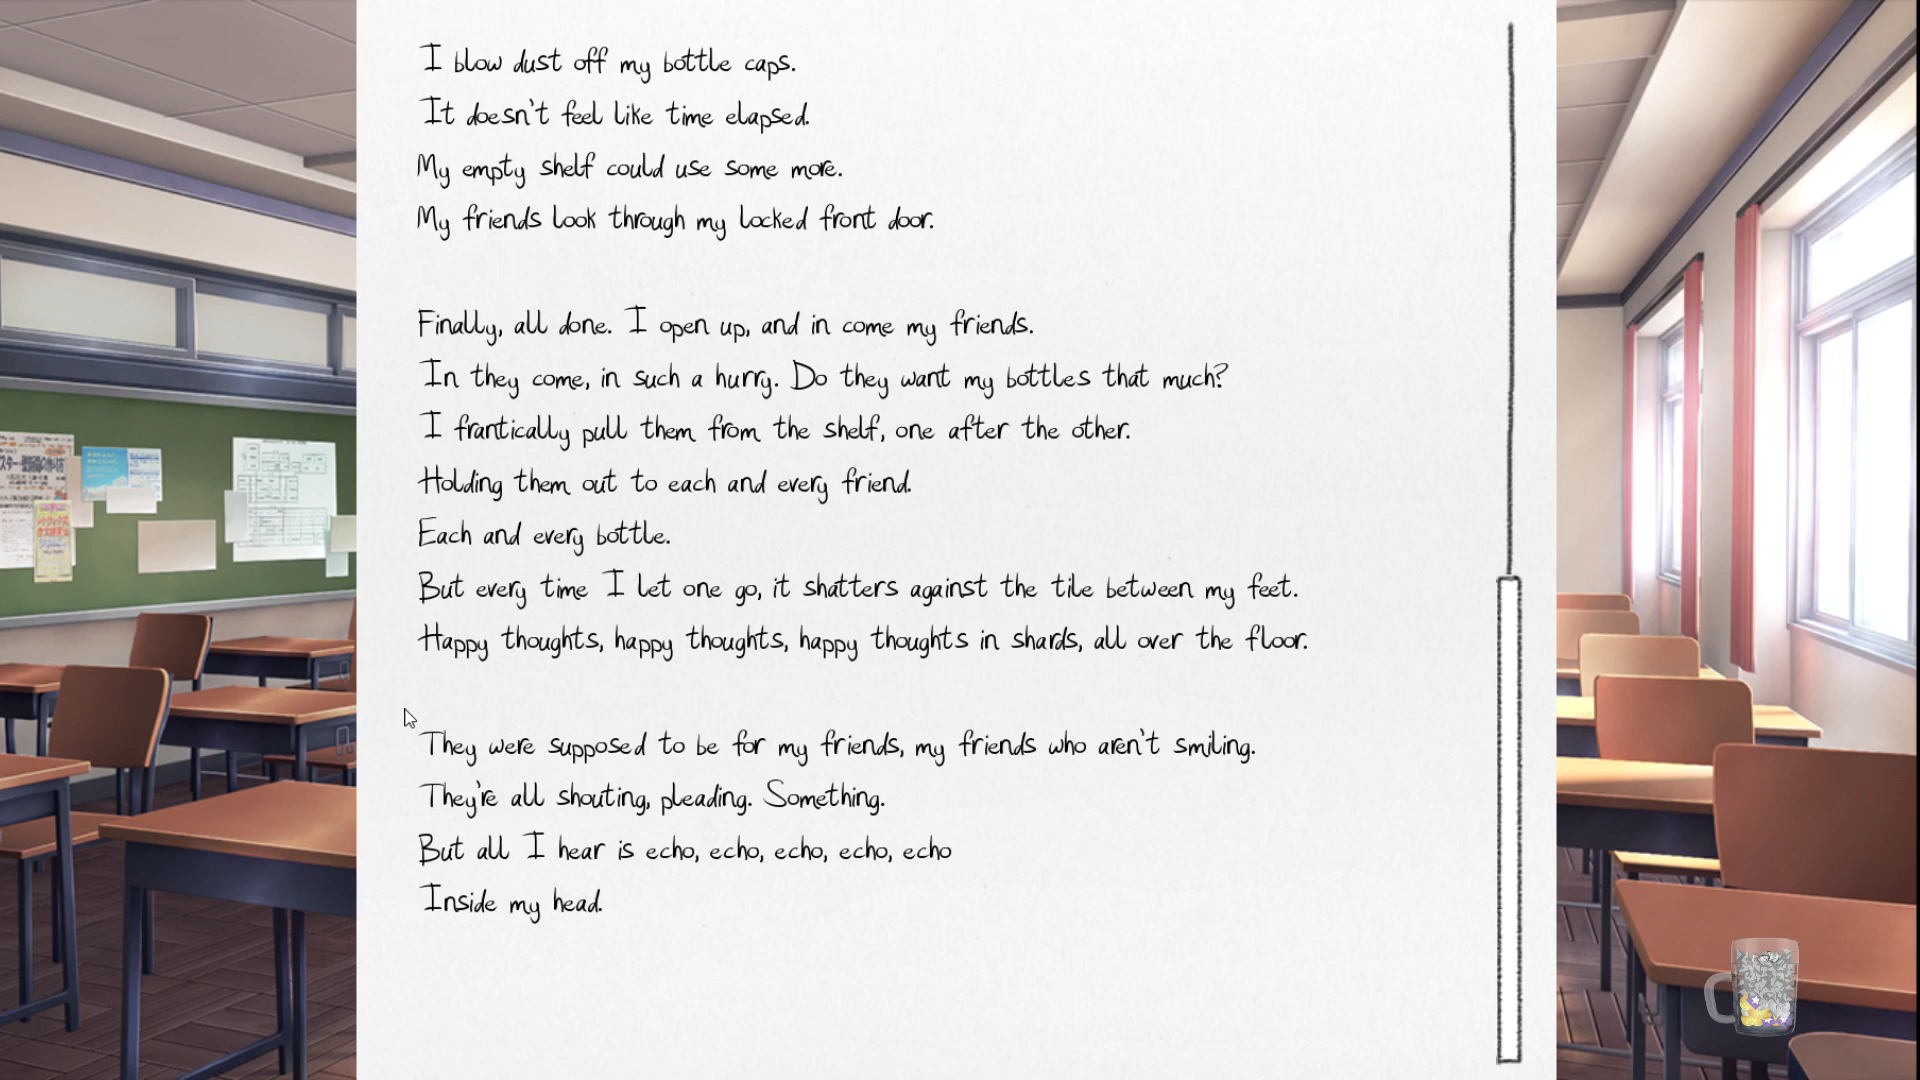 I blow dust off my bottle caps.
It doesn't feel like time elapsed.
My empty shelf could use some more.
My friends look through my locked front door.
Finally, all done. I open up, and in come my friends.
In they come, in such a hurry. Do they want my bottles that much?
I frantically pull them from the shelf, one after the other.
Holding them out to each and every friend.
Each and every bottle.
But every time I let one go, it shatters against the tile between my feet.
Happy thoughts, happy thoughts, happy thoughts in shards, all over the floor.
They were supposed to be for my friends, my friends who aren't smiling.
They're all shouting, pleading. Something.
But all I hear is echo, echo, echo, echo, echo
Inside my head.